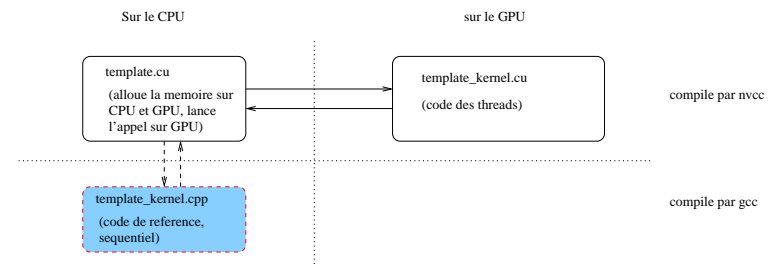 Sur le CPU
sur le GPU
template.cu
(alloue la memoire sur
CPU et GPU, lance
l'appel sur GPU)
template_kernel.cu
(code des threads)
compile par nvcc
template_kernel.cpp
(code de reference,
sequentiel)
compile par gcc